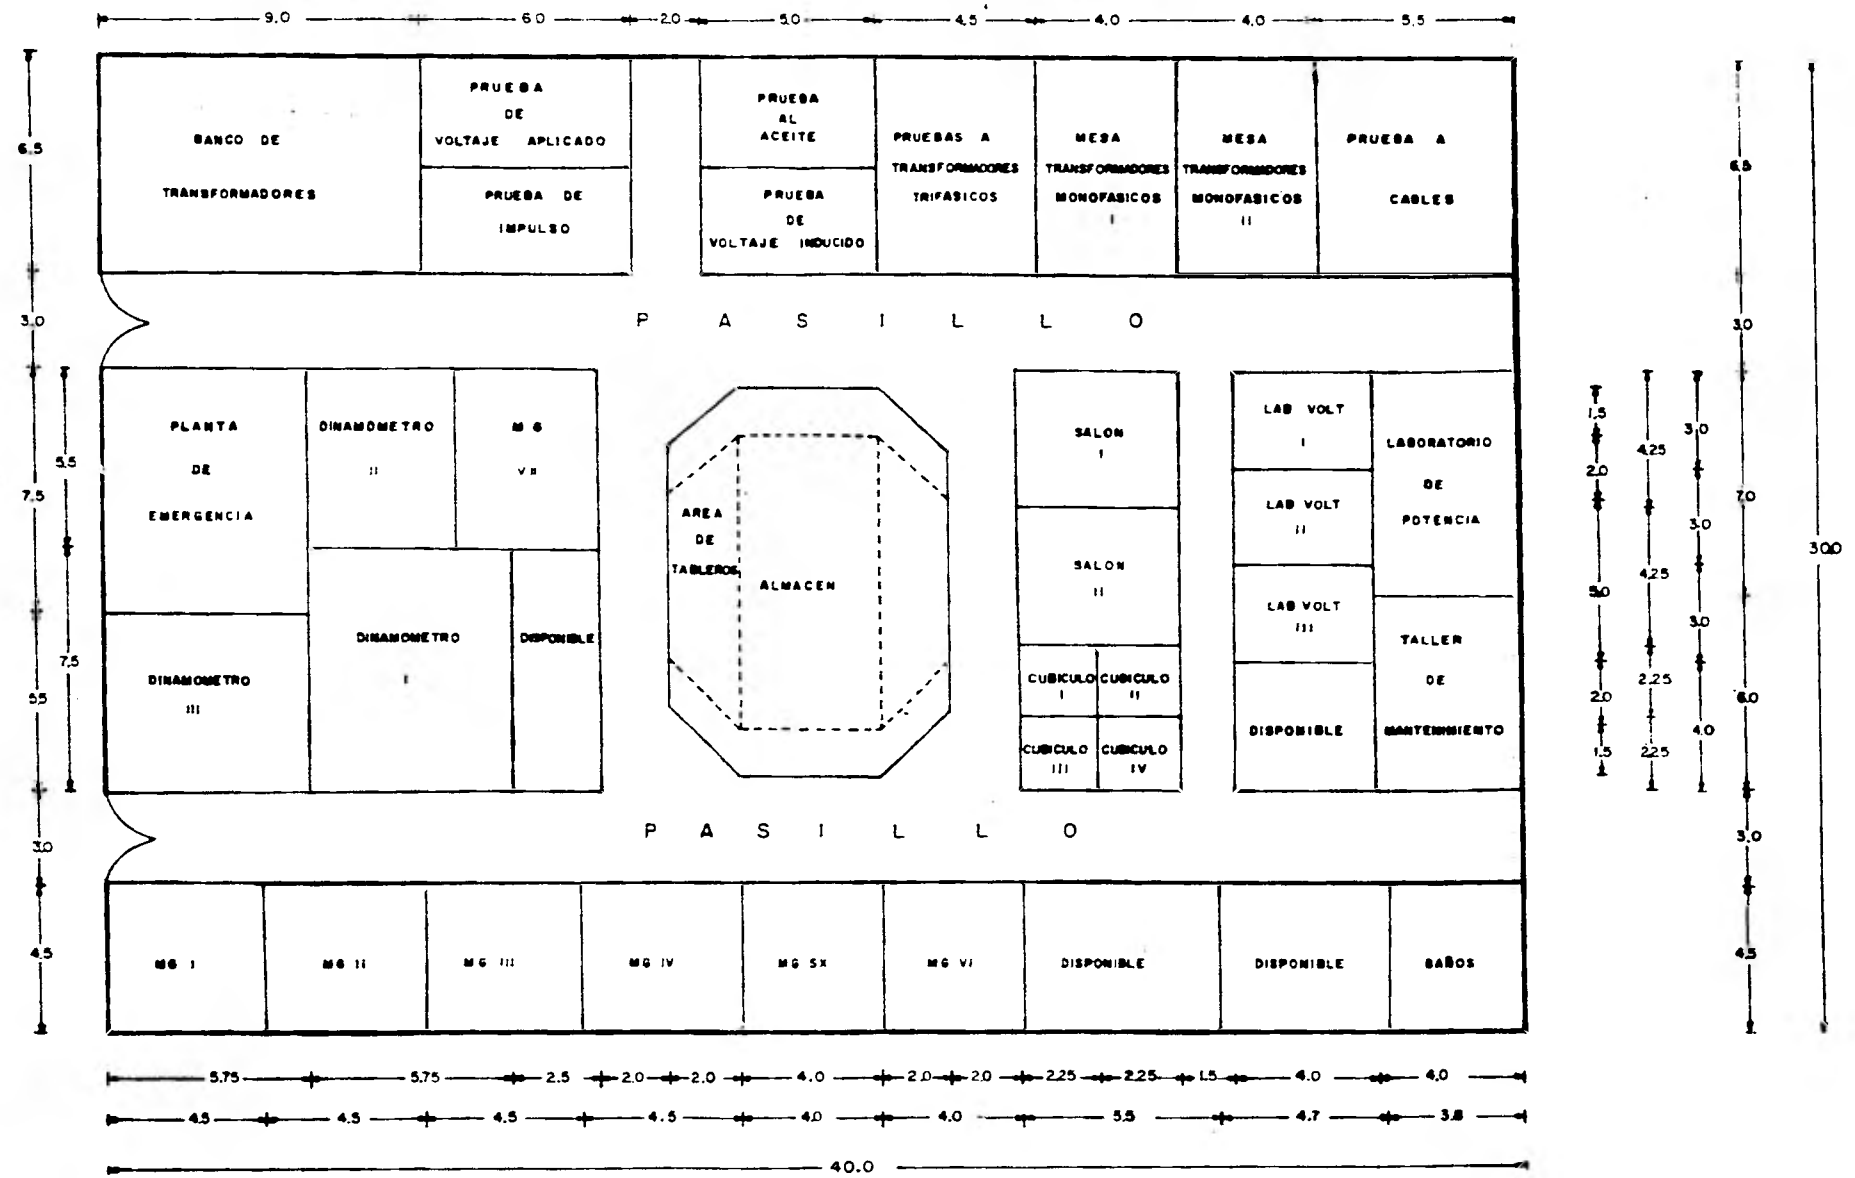 9.0 6.0 2.0 5.0 4.5 4.0 4.0 5.5
BANCO DE
TRANSFORMADORES
PRUEBA
DE
VOLTAJE APLICADO
PRUEBA DE
IMPULSO
PRUEBA
AL
ACEITE
PRUEBA
DE
VOLTAJE INDUCIDO
PRUEBAS A
TRANSFORMADORES
TRIFASICOS
MESA
TRANSFORMADORES
MONOFASICOS
I
MESA
TRANSFORMADORES
MONOFASICOS
II
PRUEBA A
CABLES
6.5
3.0
7.5
5.5
3.0
4.5
5.5
7.5
PASILLO
PLANTA
DE
EMERGENCIA
DINAMOMETRO
II
MG
VII
DINAMOMETRO
III
DINAMOMETRO
I
DISPONIBLE
AREA
DE
TABLEROS
ALMACEN
SALON
I
SALON
II
CUBICULO
I
CUBICULO
II
CUBICULO
III
CUBICULO
IV
LAB VOLT
I
LAB VOLT
II
LAB VOLT
III
DISPONIBLE
LABORATORIO
DE
POTENCIA
TALLER
DE
MANTENIMIENTO
1.5
2.0
2.0
1.5
4.25
4.25
2.25
2.25
3.0
3.0
3.0
4.0
6.5
3.0
7.0
6.0
3.0
4.5
30.0
PASILLO
MG I
MG II
MG III
MG IV
MG SX
MG VI
DISPONIBLE
DISPONIBLE
BAÑOS
5.75 5.75 2.5 2.0 2.0 4.0 2.0 2.0 2.25 2.25 1.5 4.0 4.0
4.5 4.5 4.5 4.5 4.0 4.0 5.5 4.7 3.8
40.0